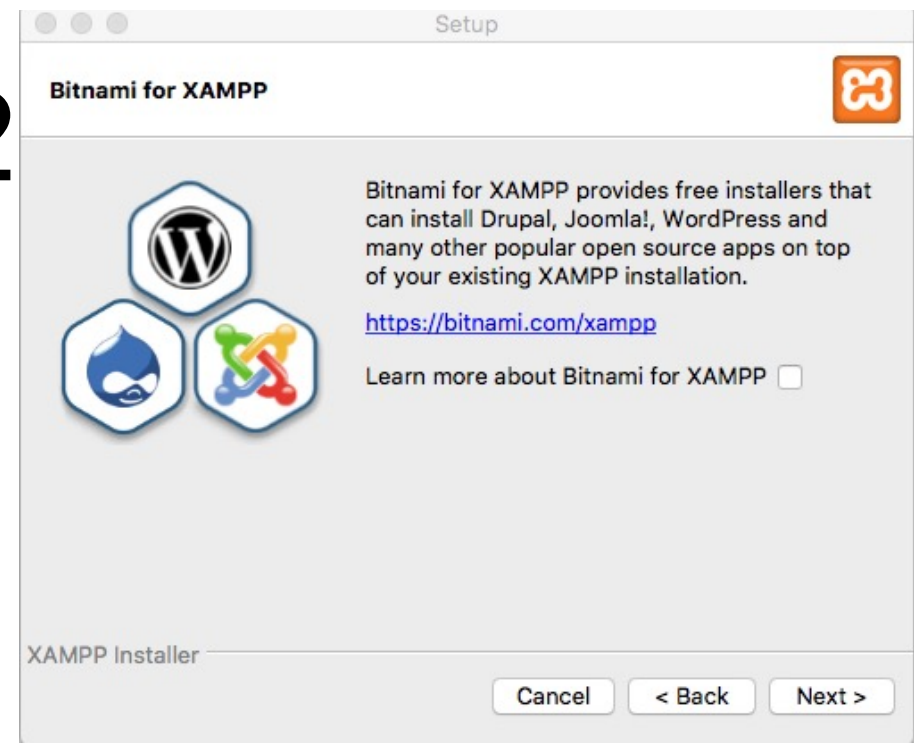 Setup
Bitnami for XAMPP
Bitnami for XAMPP provides free installers that
can install Drupal, Joomla!, WordPress and
many other popular open source apps on top
of your existing XAMPP installation.
https://bitnami.com/xampp
Learn more about Bitnami for XAMPP
XAMPP Installer
Cancel
< Back
Next >